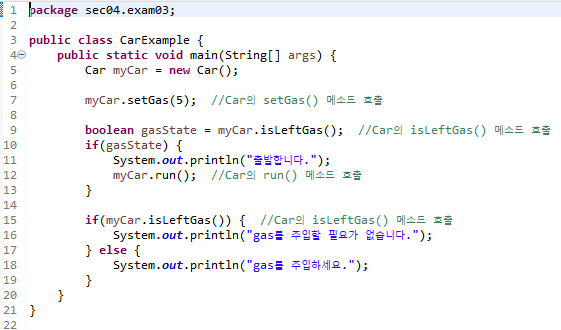 1 package sec04.exam03;
2
3 public class CarExample {
4 public static void main(String[] args) {
5 Car myCar = new Car();
6
7 myCar.setGas(5);  //Car의 setGas() 메소드 호출
8
9 boolean gasState = myCar.isLeftGas();  //Car의 isLeftGas() 메소드 호출
10 if(gasState) {
11 System.out.println("출발합니다.");
12 myCar.run();  //Car의 run() 메소드 호출
13 }
14
15 if(myCar.isLeftGas()) {  //Car의 isLeftGas() 메소드 호출
16 System.out.println("gas를 주입할 필요가 없습니다.");
17 } else {
18 System.out.println("gas를 주입하세요.");
19 }
20 }
21 }
22